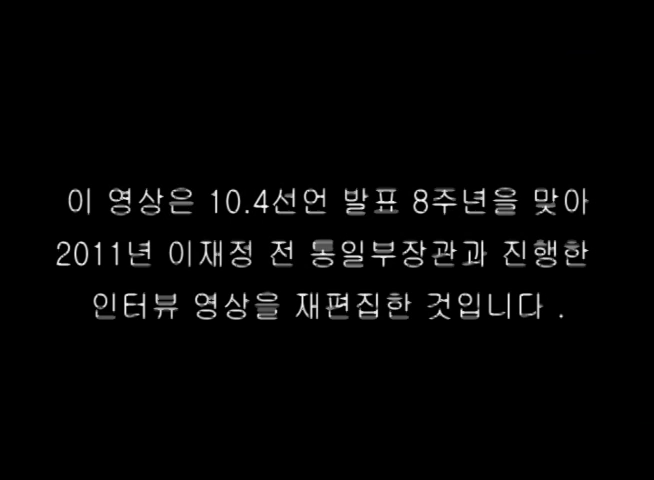 이 영상은 10.4선언 발표 8주년을 맞아
2011년 이재정 전 통일부장관과 진행한
인터뷰 영상을 재편집한 것입니다 .